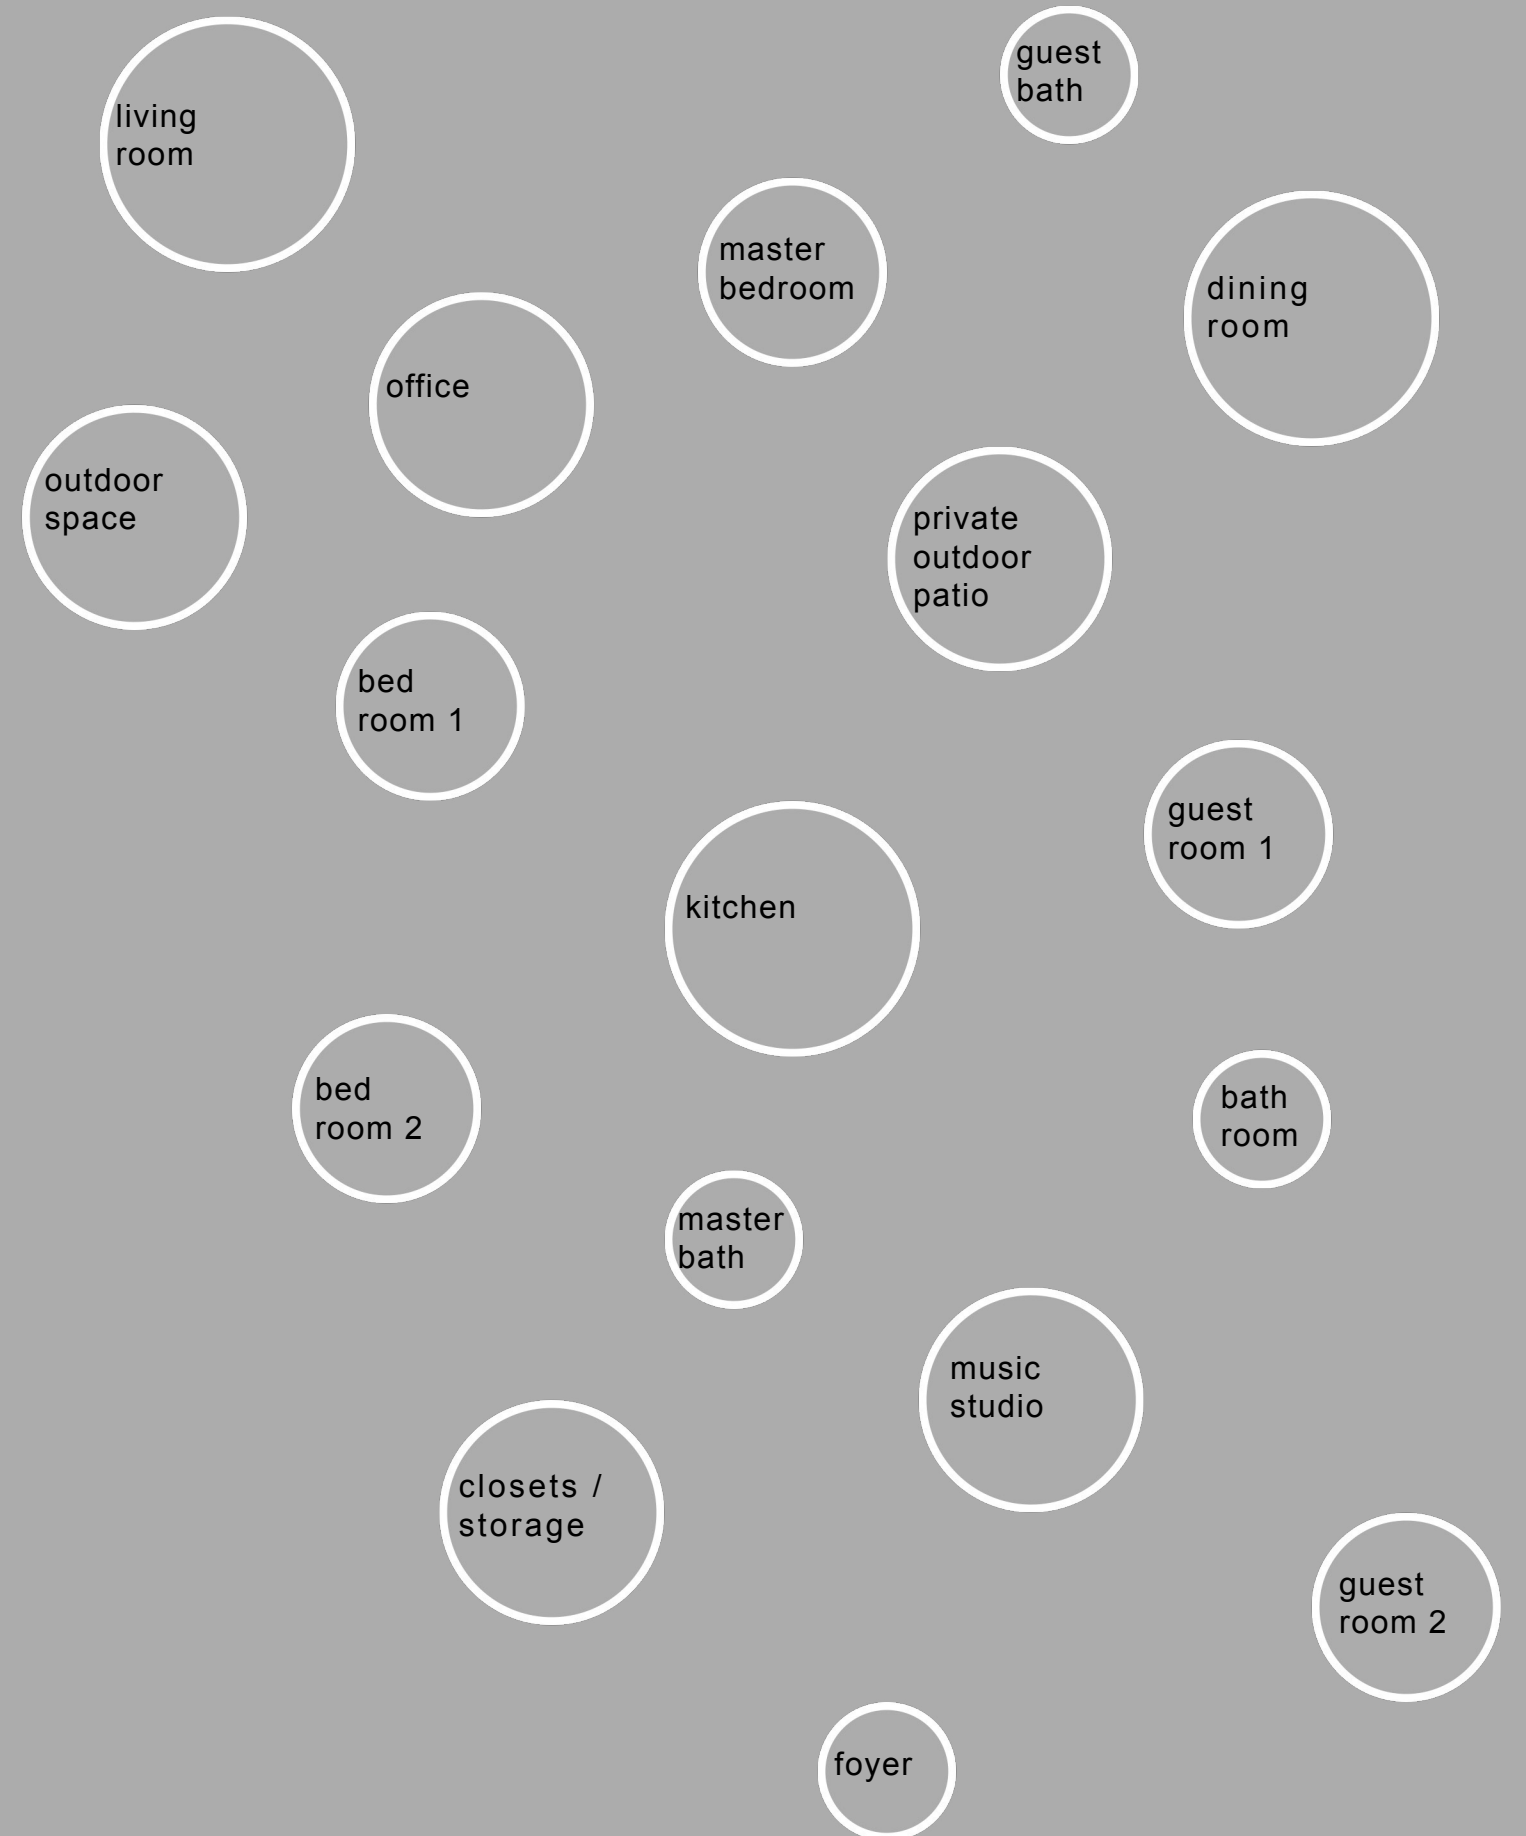 guest
bath
living
room
master
bedroom
dining
room
office
outdoor
space
private
outdoor
patio
bed
room 1
guest
room 1
kitchen
bed
room 2
bath
room
master
bath
music
studio
closets /
storage
guest
room 2
foyer